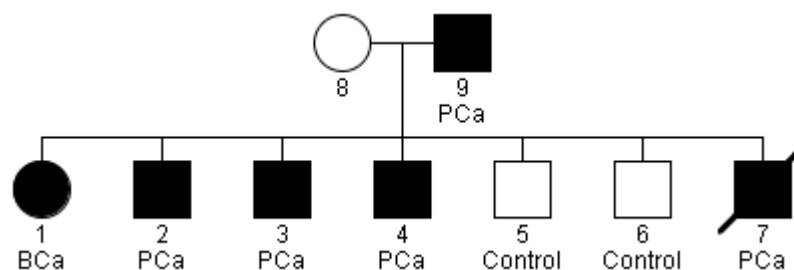 8 9
PCa
1 2 3 4 5 6 7
BCa PCa PCa PCa Control Control PCa